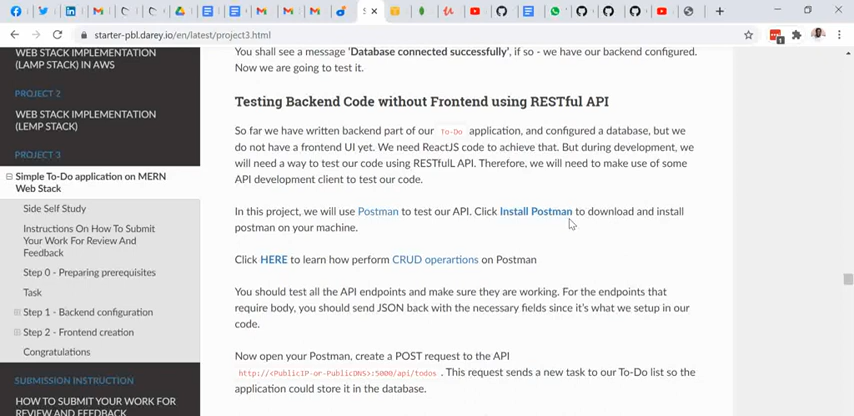 starter-pbl.darey.io/en/latest/project3.html
WEB STACK IMPLEMENTATION
(LAMP STACK) IN AWS
PROJECT 2
WEB STACK IMPLEMENTATION
(LEMP STACK)
PROJECT 3
Simple To-Do application on MERN
Web Stack
Side Self Study
Instructions On How To Submit
Your Work For Review And
Feedback
Step 0 - Preparing prerequisites
Task
Step 1 - Backend configuration
Step 2 - Frontend creation
Congratulations
SUBMISSION INSTRUCTION
HOW TO SUBMIT YOUR WORK FOR
REVIEW AND FEEDBACK
You shall see a message 'Database connected successfully', if so - we have our backend configured.
Now we are going to test it.
Testing Backend Code without Frontend using RESTful API
So far we have written backend part of our To-Do application, and configured a database, but we
do not have a frontend UI yet. We need ReactJS code to achieve that. But during development, we
will need a way to test our code using RESTfulL API. Therefore, we will need to make use of some
API development client to test our code.
In this project, we will use Postman to test our API. Click Install Postman to download and install
postman on your machine.
Click HERE to learn how perform CRUD operartions on Postman
You should test all the API endpoints and make sure they are working. For the endpoints that
require body, you should send JSON back with the necessary fields since it's what we setup in our
code.
Now open your Postman, create a POST request to the API
http://<PublicIP-or-PublicDNS>:5000/api/todos . This request sends a new task to our To-Do list so the
application could store it in the database.